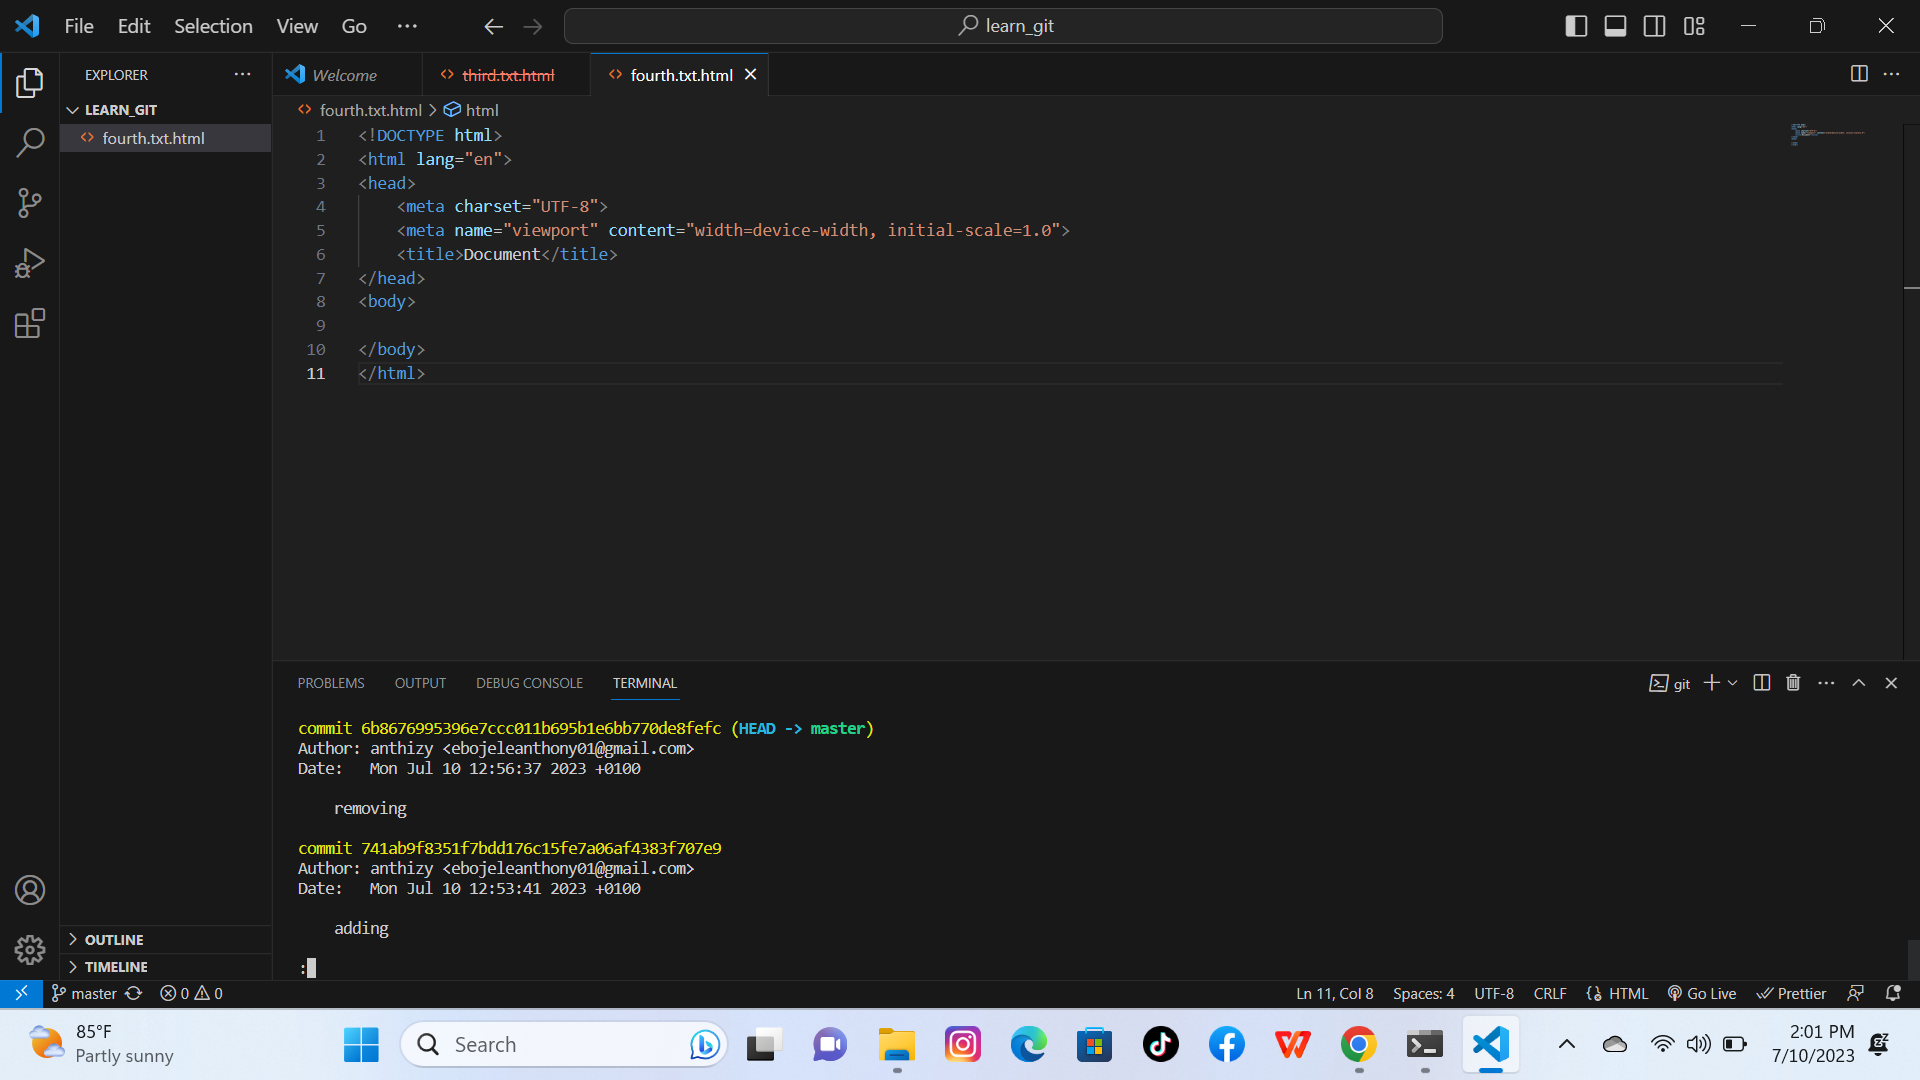 File Edit Selection View Go ···
learn_git
EXPLORER ···
LEARN_GIT
fourth.txt.html
Welcome
third.txt.html
fourth.txt.html
fourth.txt.html > html
1 <!DOCTYPE html>
2 <html lang="en">
3 <head>
4     <meta charset="UTF-8">
5     <meta name="viewport" content="width=device-width, initial-scale=1.0">
6     <title>Document</title>
7 </head>
8 <body>
9
10 </body>
11 </html>
PROBLEMS OUTPUT DEBUG CONSOLE TERMINAL
git
commit 6b8676995396e7ccc011b695b1e6bb770de8fefc (HEAD -> master)
Author: anthizy <ebojeleanthony01@gmail.com>
Date:   Mon Jul 10 12:56:37 2023 +0100
removing
commit 741ab9f8351f7bdd176c15fe7a06af4383f707e9
Author: anthizy <ebojeleanthony01@gmail.com>
Date:   Mon Jul 10 12:53:41 2023 +0100
adding
:
OUTLINE
TIMELINE
master 0 0
Ln 11, Col 8 Spaces: 4 UTF-8 CRLF HTML Go Live Prettier
85°F
Partly sunny
Search
2:01 PM
7/10/2023